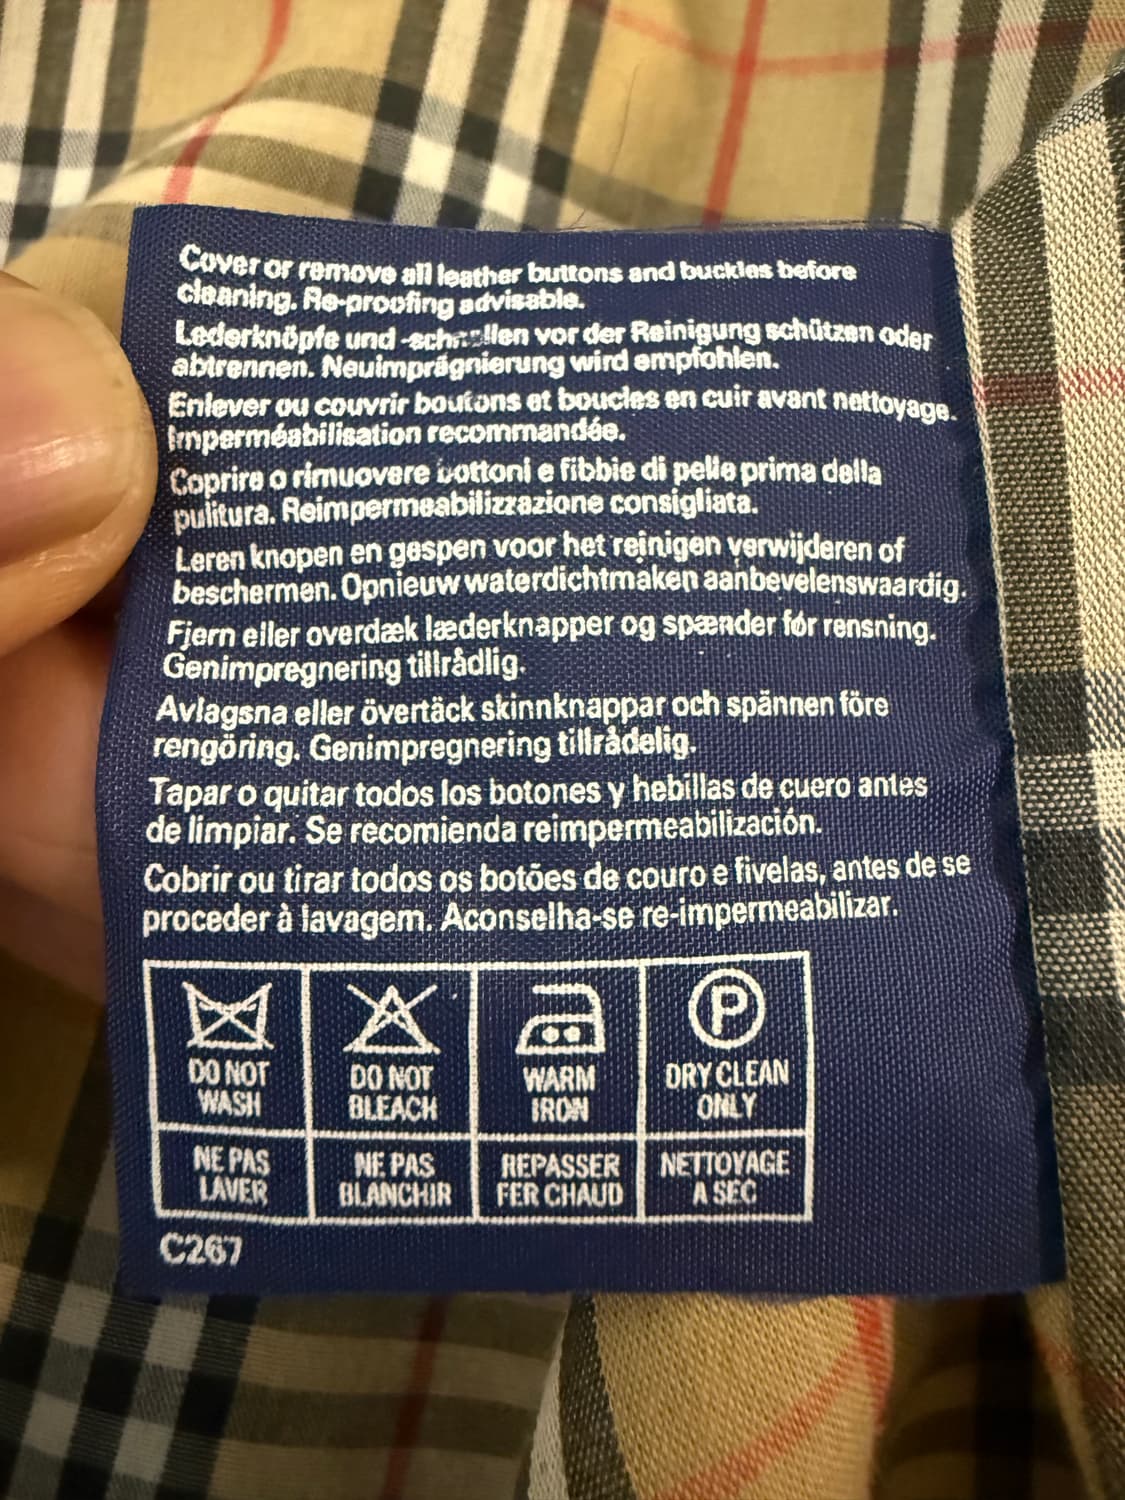 Cover or remove all leather buttons and buckles before
cleaning. Re-proofing advisable.
Lederknöpfe und -schnallen vor der Reinigung schützen oder
abtrennen. Neuimprägnierung wird empfohlen.
Enlever ou couvrir boutons et boucles en cuir avant nettoyage.
Imperméabilisation recommandée.
Coprire o rimuovere bottoni e fibbie di pelle prima della
pulitura. Reimpermeabilizzazione consigliata.
Leren knopen en gespen voor het reinigen verwijderen of
beschermen. Opnieuw waterdichtmaken aanbevelenswaardig.
Fjern eller overdæk læderknapper og spænder fór rensning.
Genimpregnering tillrådlig.
Avlagsna eller övertäck skinnknappar och spännen före
rengöring. Genimpregnering tillrådelig.
Tapar o quitar todos los botones y hebillas de cuero antes
de limpiar. Se recomienda reimpermeabilización.
Cobrir ou tirar todos os botões de couro e fivelas, antes de se
proceder à lavagem. Aconselha-se re-impermeabilizar.
P
DO NOT WASH
DO NOT BLEACH
WARM IRON
DRY CLEAN ONLY
NE PAS LAVER
NE PAS BLANCHIR
REPASSER FER CHAUD
NETTOYAGE A SEC
C267